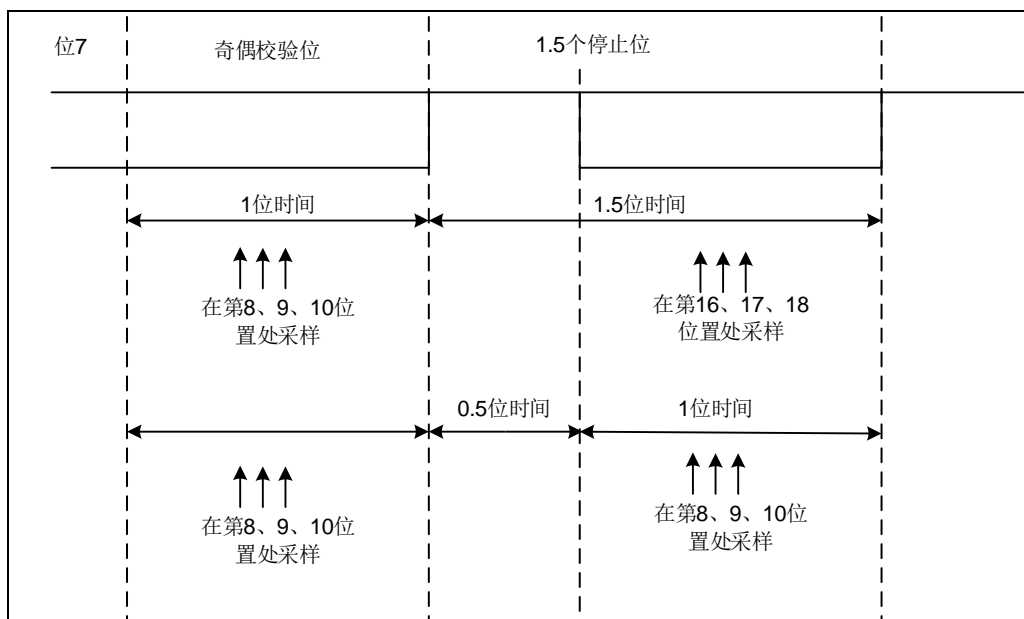 位7
奇偶校验位
1.5个停止位
1位时间
1.5位时间
在第8、9、10位
置处采样
在第16、17、18
位置处采样
0.5位时间
1位时间
在第8、9、10位
置处采样
在第8、9、10位
置处采样